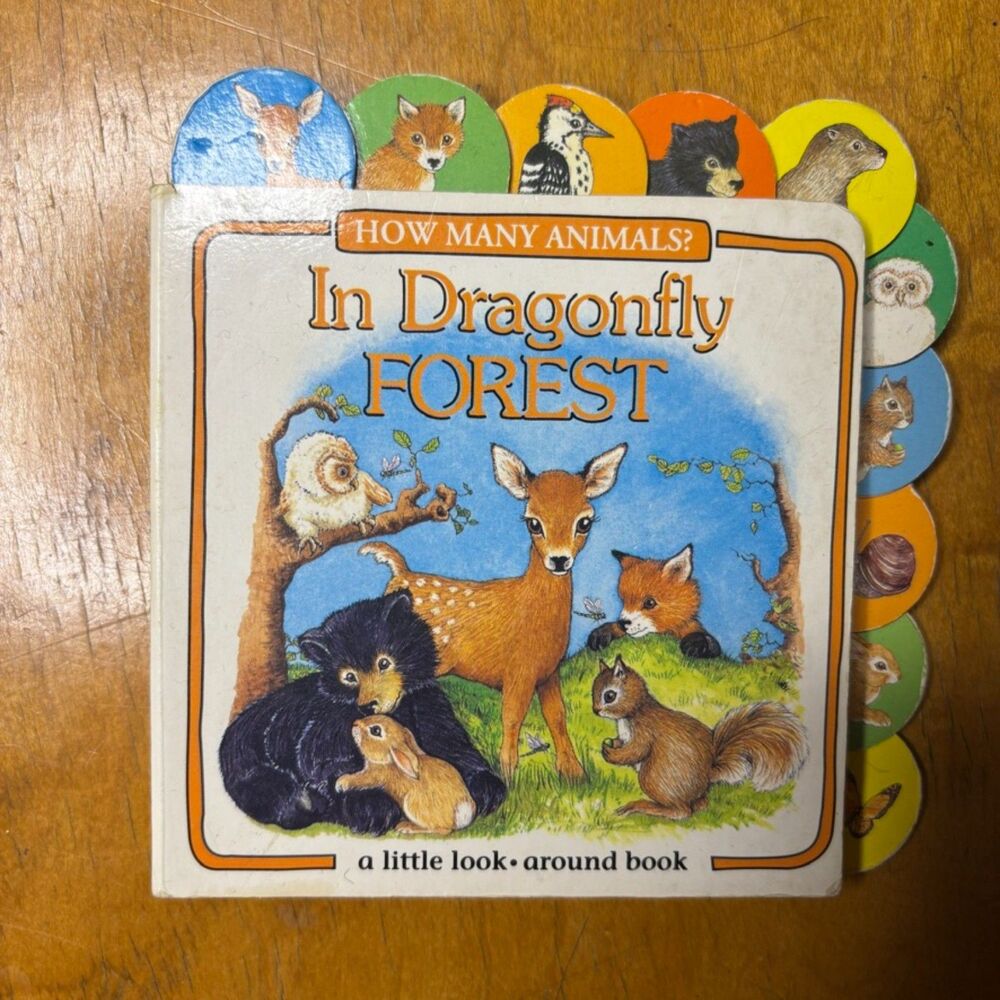 HOW MANY ANIMALS?
In Dragonfly
FOREST
a little look • around book